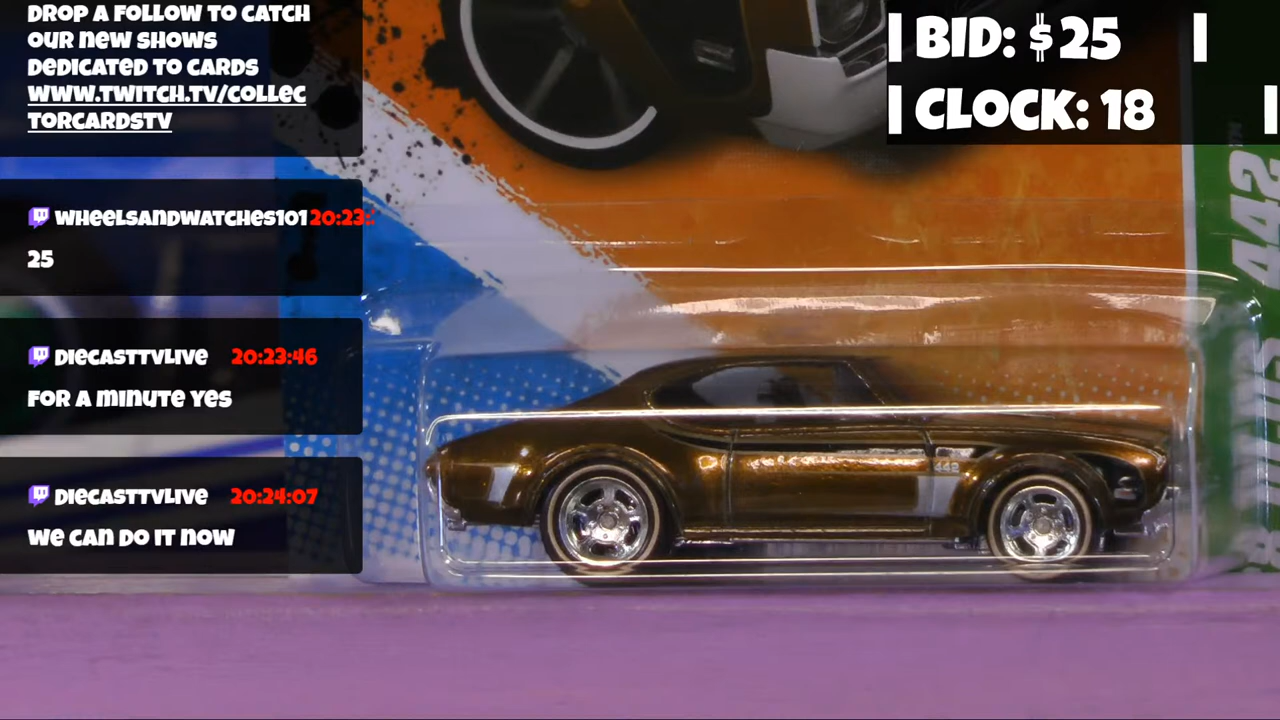 DROP A FOLLOW TO CATCH
OUR NEW SHOWS
DEDICATED TO CARDS
WWW.TWITCH.TV/COLLEC
TORCARDSTV
WHEELSANDWATCHES101 20:23:
25
DIECASTTVLIVE 20:23:46
FOR A MINUTE YES
DIECASTTVLIVE 20:24:07
WE CAN DO IT NOW
| BID: $25 |
| CLOCK: 18 |
442
442